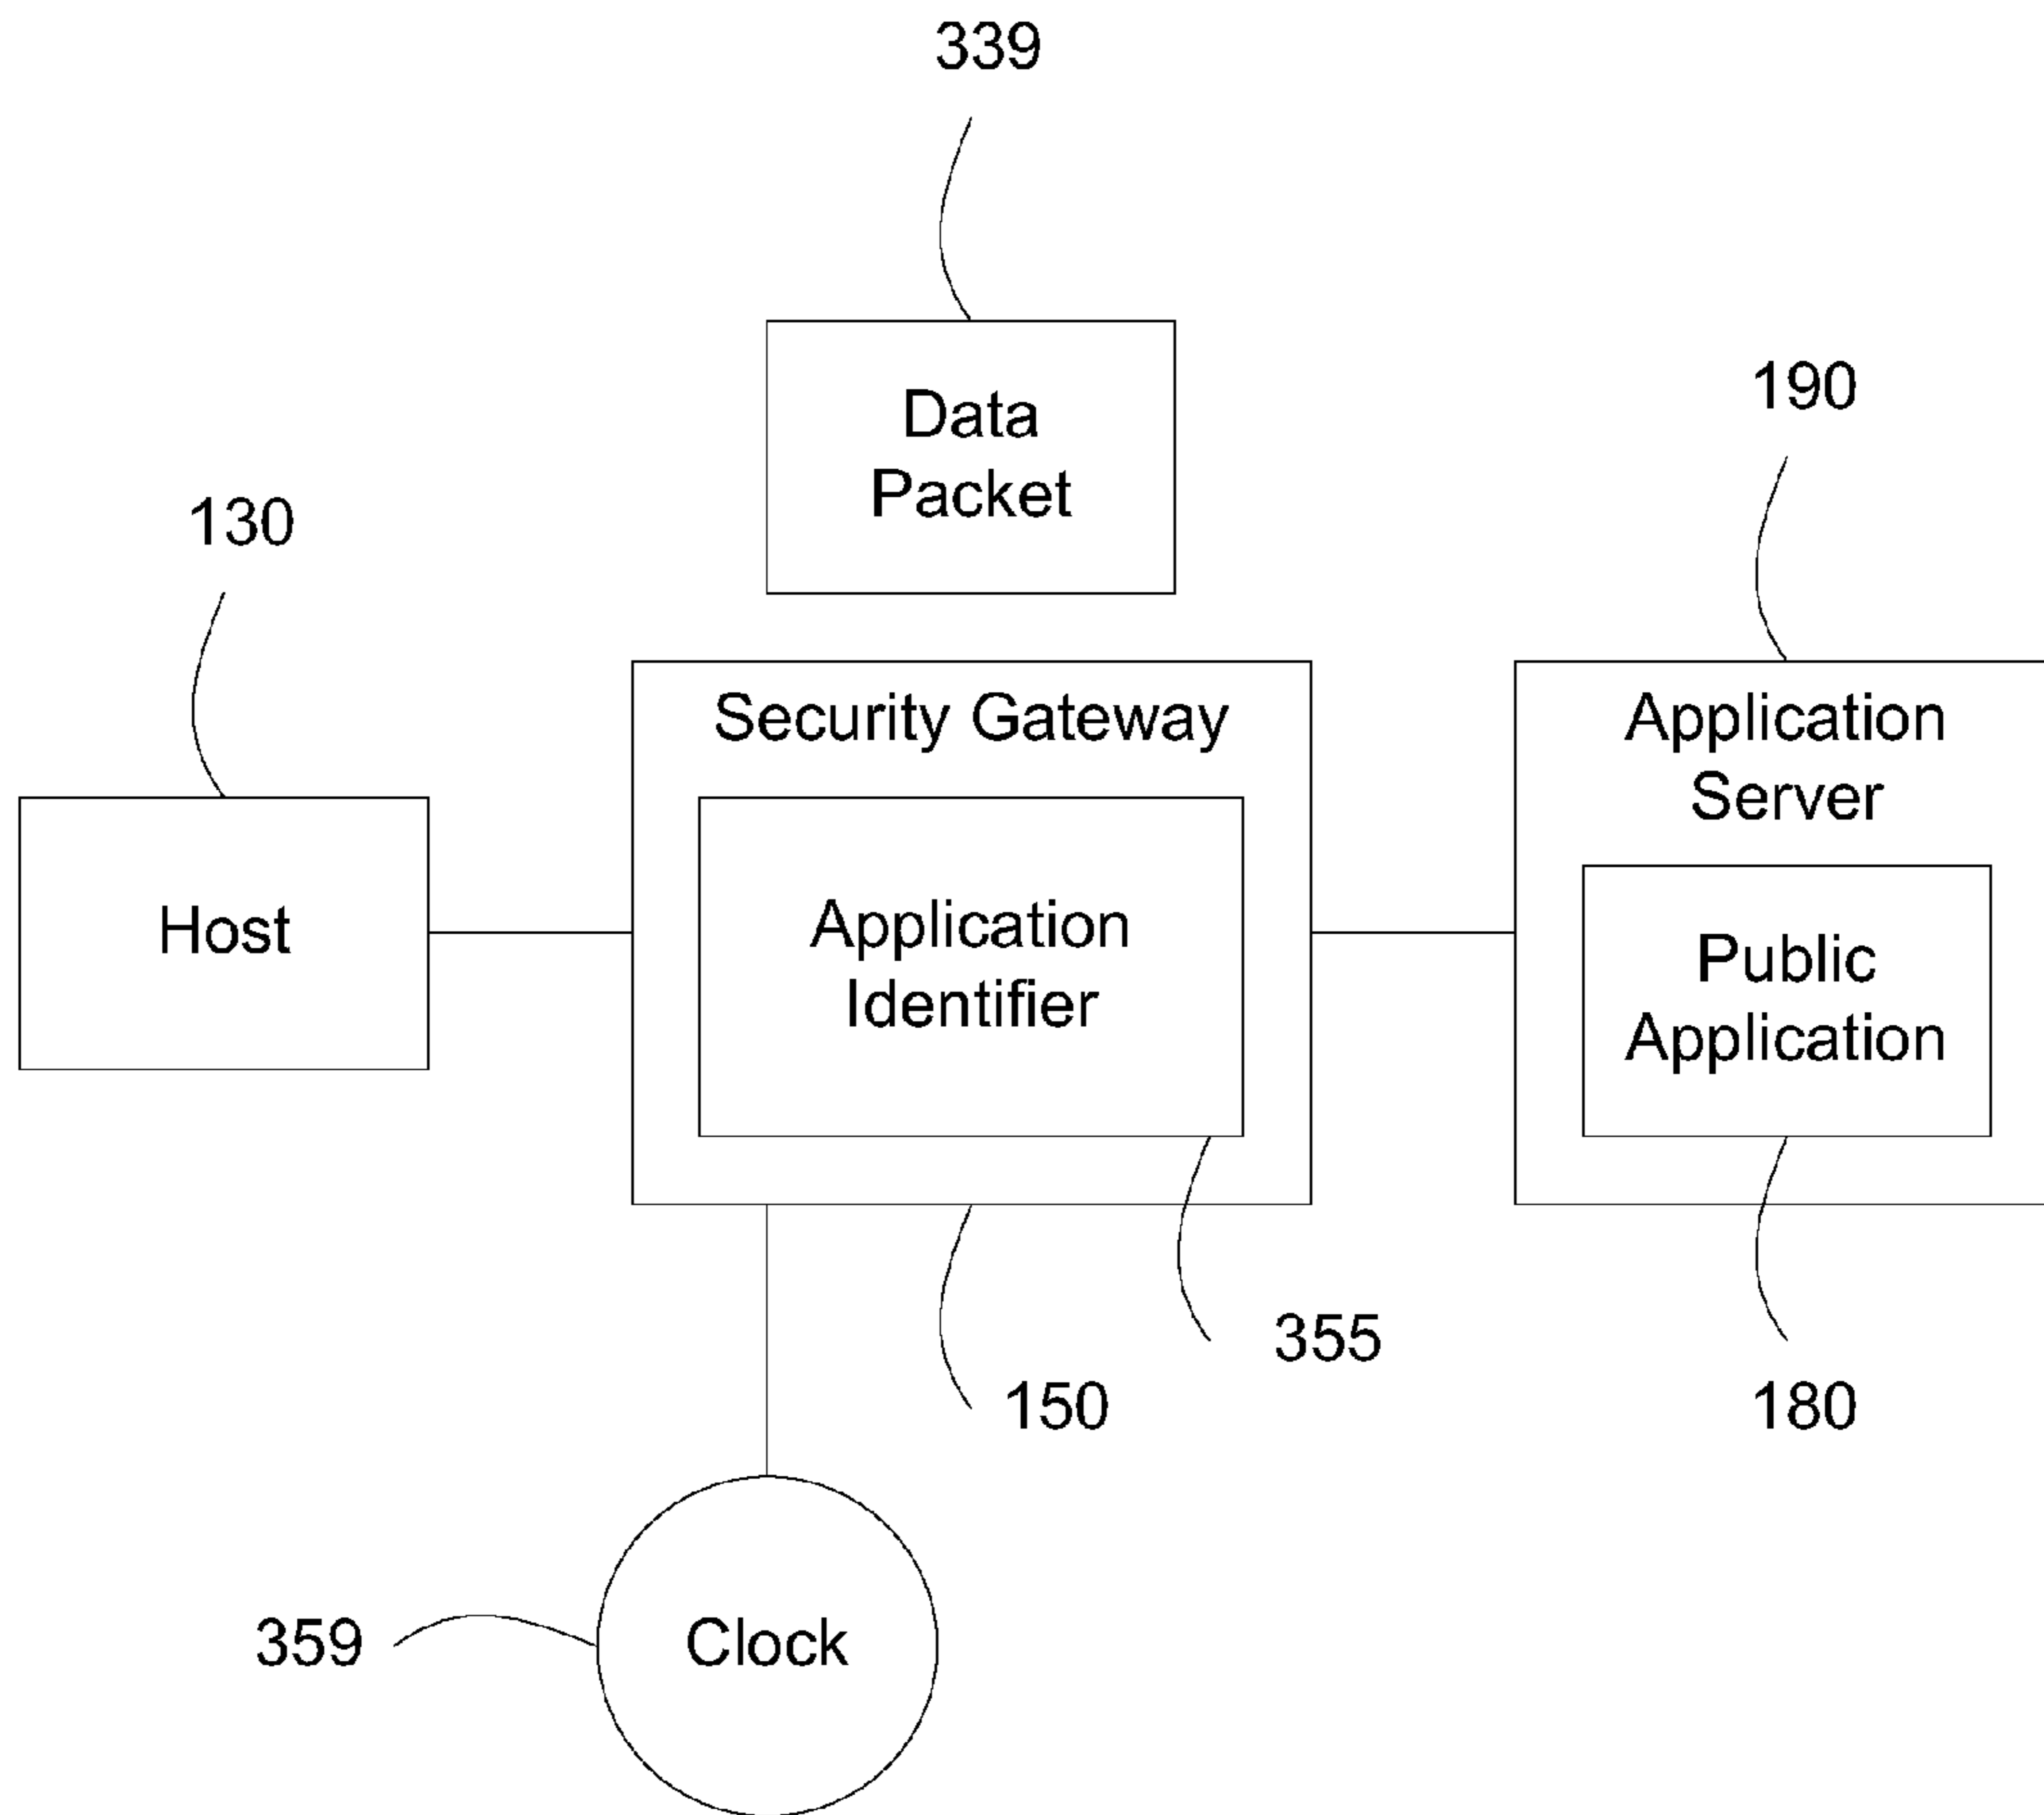 339
Data
Packet
190
130
Security Gateway
Application
Server
Host
Application
Identifier
Public
Application
355
150
180
359
Clock